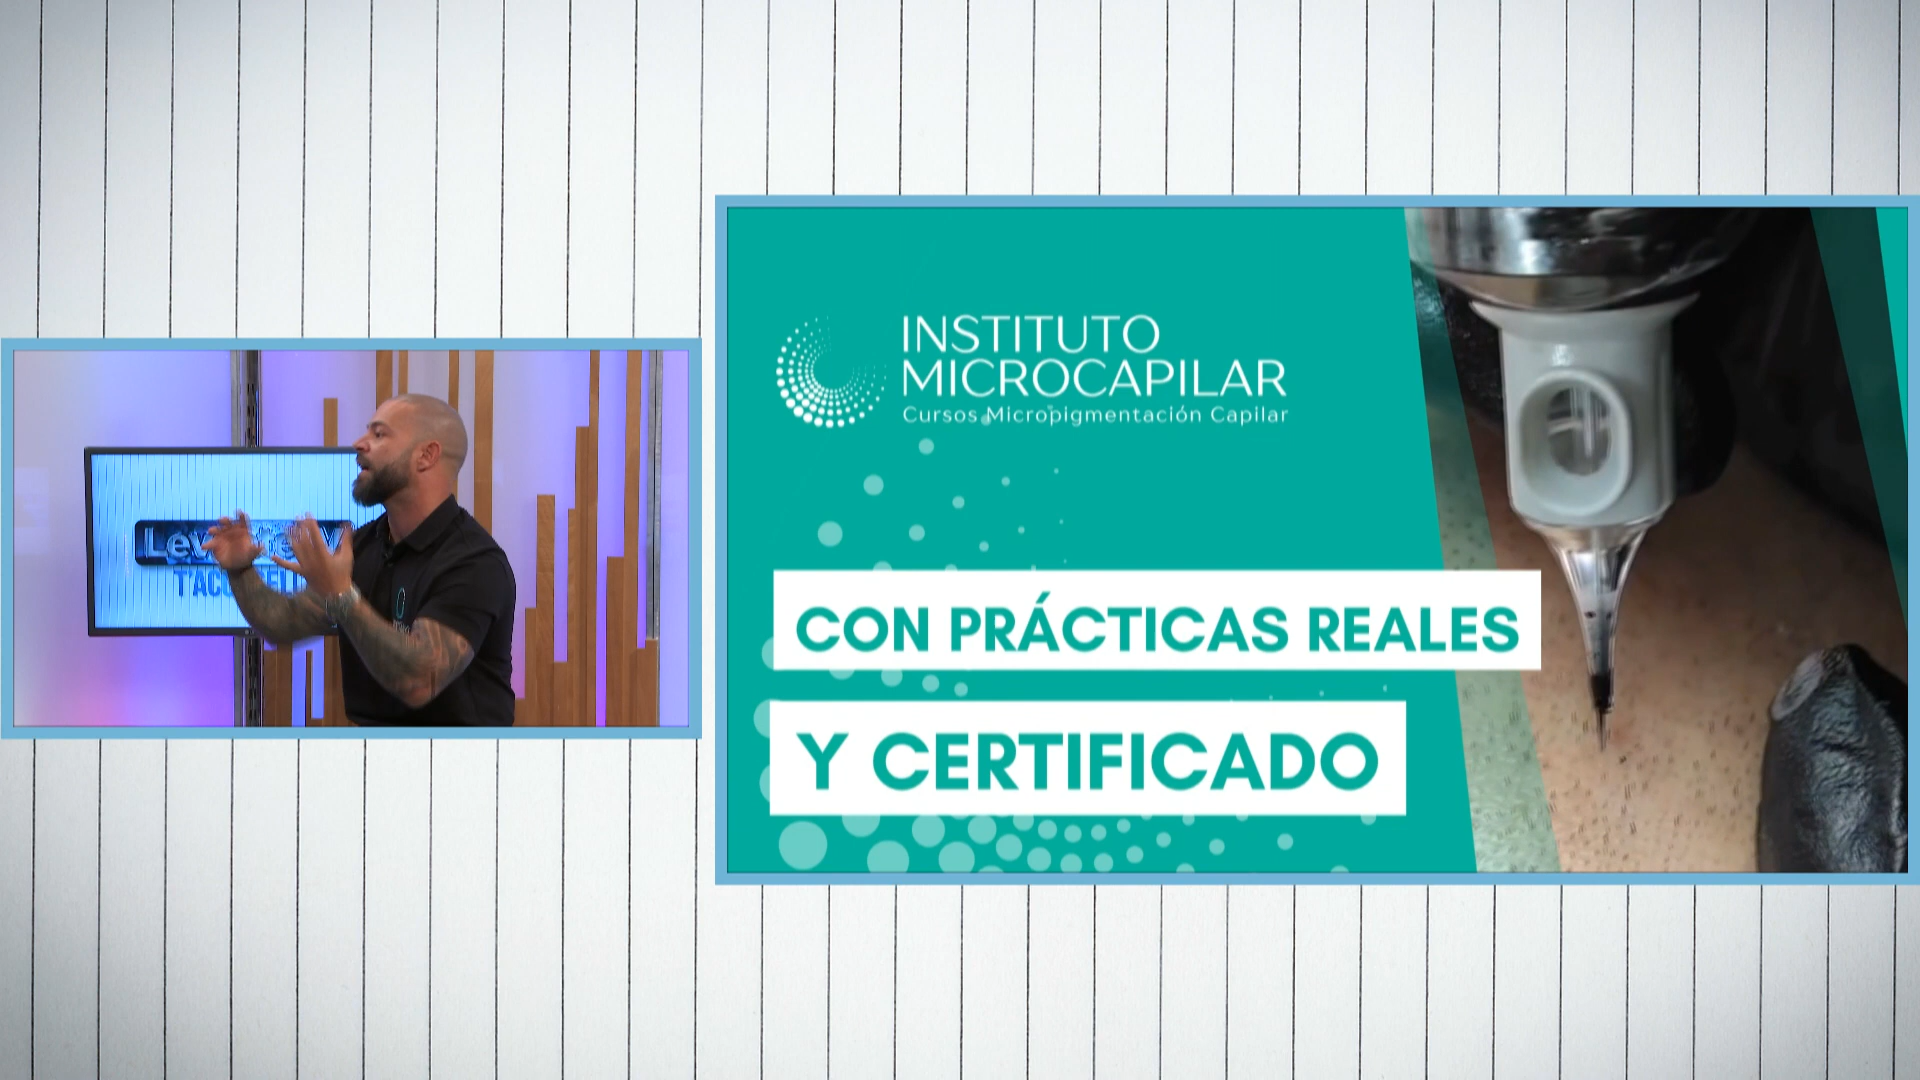 INSTITUTO
MICROCAPILAR
Cursos Micropigmentación Capilar
CON PRÁCTICAS REALES
Y CERTIFICADO